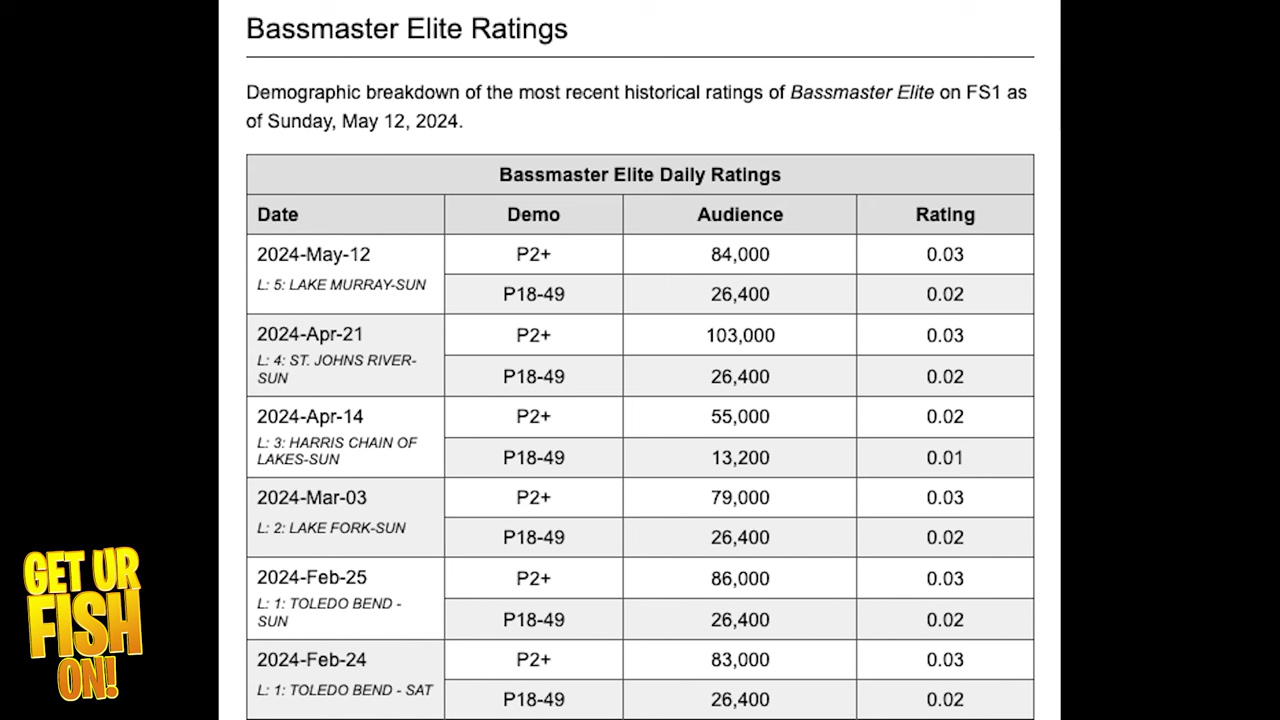 Bassmaster Elite Ratings
Demographic breakdown of the most recent historical ratings of Bassmaster Elite on FS1 as
of Sunday, May 12, 2024.
Bassmaster Elite Daily Ratings
Date Demo Audience Rating
2024-May-12 P2+ 84,000 0.03
L: 5: LAKE MURRAY-SUN
P18-49 26,400 0.02
2024-Apr-21 P2+ 103,000 0.03
L: 4: ST. JOHNS RIVER-
SUN
P18-49 26,400 0.02
2024-Apr-14 P2+ 55,000 0.02
L: 3: HARRIS CHAIN OF
LAKES-SUN
P18-49 13,200 0.01
2024-Mar-03 P2+ 79,000 0.03
L: 2: LAKE FORK-SUN
P18-49 26,400 0.02
2024-Feb-25 P2+ 86,000 0.03
L: 1: TOLEDO BEND -
SUN
P18-49 26,400 0.02
2024-Feb-24 P2+ 83,000 0.03
L: 1: TOLEDO BEND - SAT
P18-49 26,400 0.02
GET UR
FISH
ON!